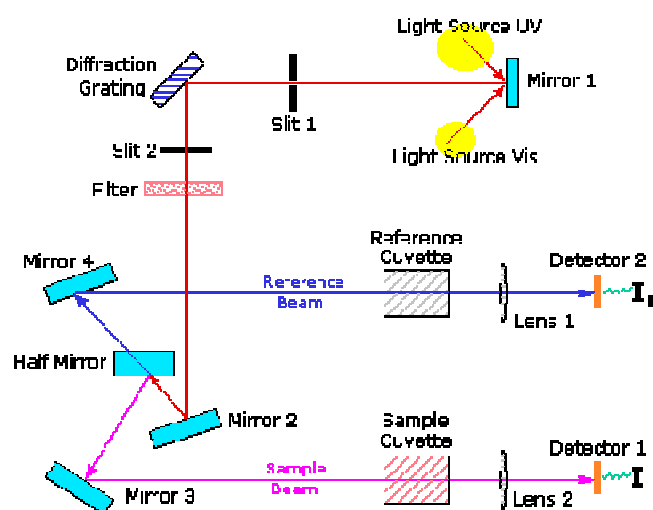 Light Source UV
Diffraction
Grating
Mirror 1
Slit 1
Slit 2
Light Source Vis
Filter
Reference
Cuvette
Mirror 4
Detector 2
Reference
Beam
I
Lens 1
Half Mirror
Mirror 2
Sample
Cuvette
Detector 1
Sample
Beam
I
Mirror 3
Lens 2